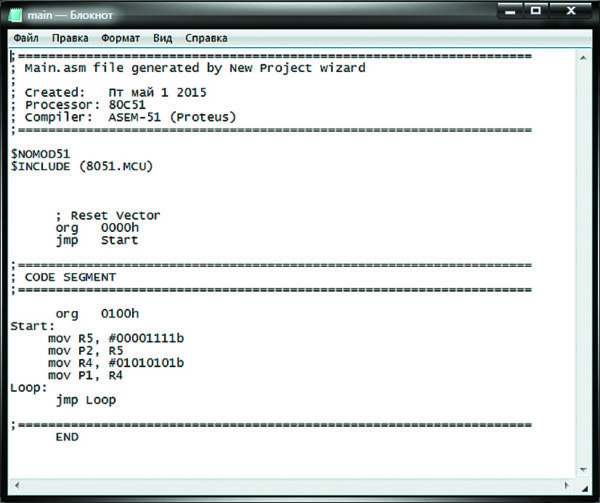 main — Блокнот
Файл Правка Формат Вид Справка
;=====================================================================
; Main.asm file generated by New Project wizard
;
; Created:   Пт май 1 2015
; Processor: 80C51
; Compiler:  ASEM-51 (Proteus)
;=====================================================================
$NOMOD51
$INCLUDE (8051.MCU)
; Reset Vector
org   0000h
jmp   Start
;=====================================================================
; CODE SEGMENT
;=====================================================================
org   0100h
Start:
mov R5, #00001111b
mov P2, R5
mov R4, #01010101b
mov P1, R4
Loop:
jmp Loop
;=====================================================================
END